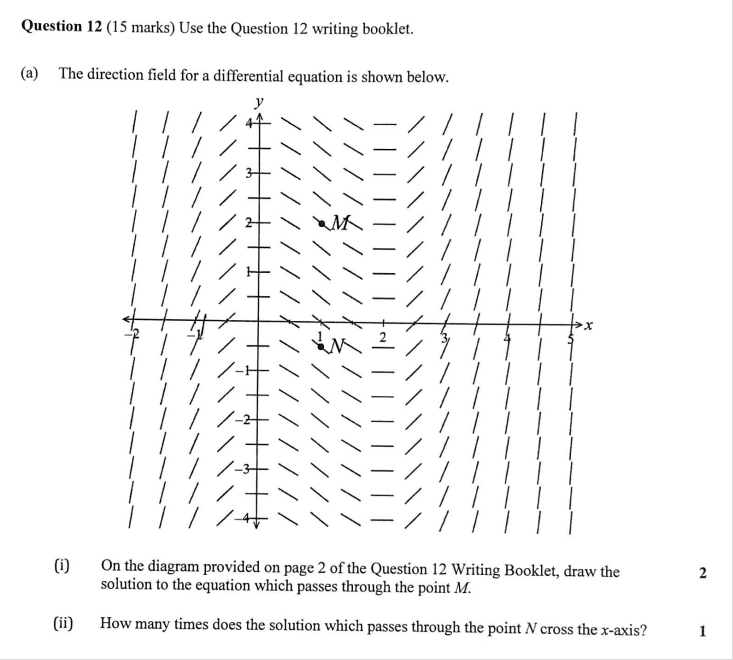 Question 12 (15 marks) Use the Question 12 writing booklet.
(a) The direction field for a differential equation is shown below.
y
4
3
2 M
1
-2 -1 1 2 3 4 5 x
N
-1
-2
-3
-4
(i) On the diagram provided on page 2 of the Question 12 Writing Booklet, draw the 2
solution to the equation which passes through the point M.
(ii) How many times does the solution which passes through the point N cross the x-axis? 1